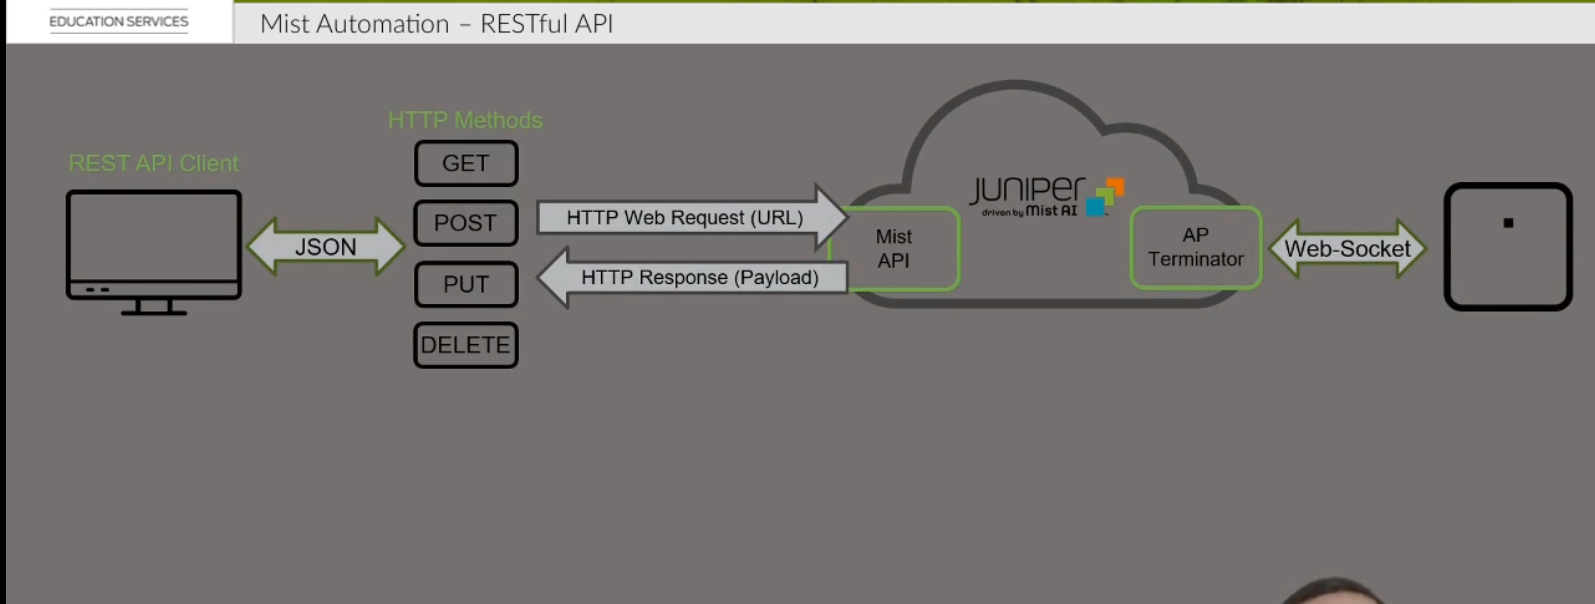 EDUCATION SERVICES
Mist Automation – RESTful API
HTTP Methods
REST API Client
GET
POST
PUT
DELETE
JSON
HTTP Web Request (URL)
HTTP Response (Payload)
JUNIPEr
driven by Mist AI
Mist
API
AP
Terminator
Web-Socket